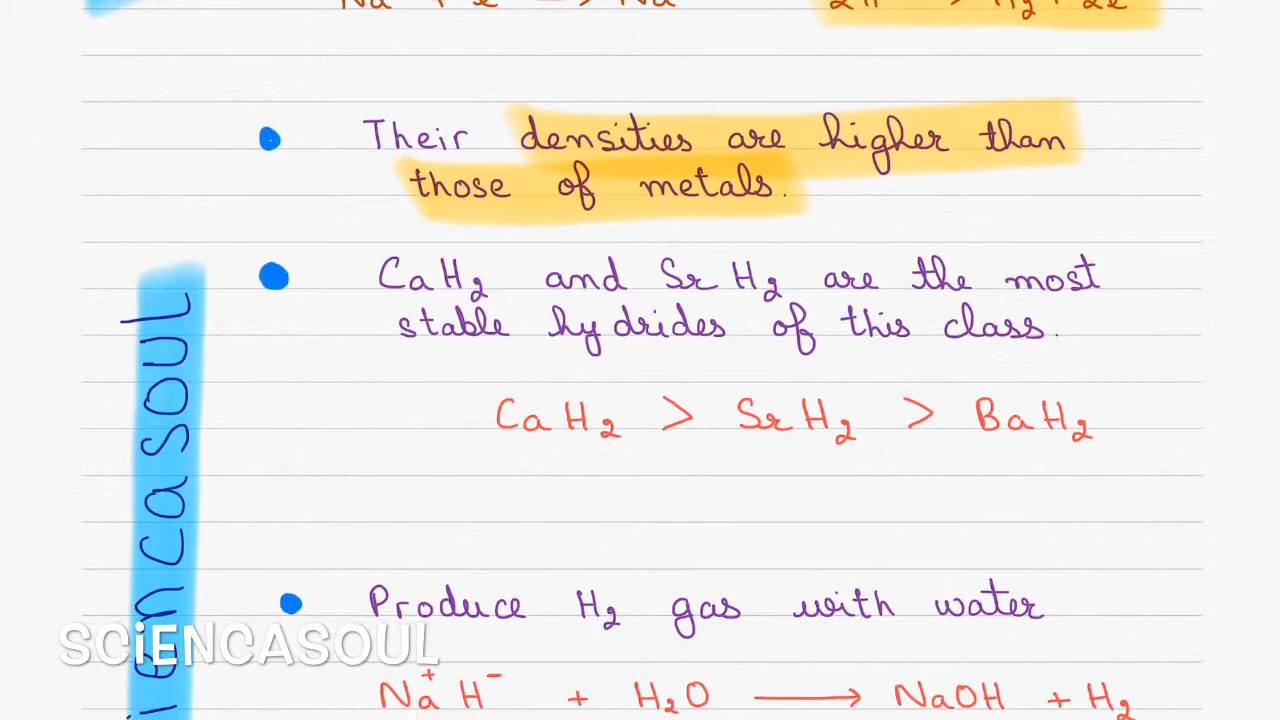 Their densities are higher than
those of metals.
CaH2 and SrH2 are the most
stable hydrides of this class.
CaH2 > SrH2 > BaH2
Produce H2 gas with water
SCiENCASOUL
Na+ H- + H2O → NaOH + H2